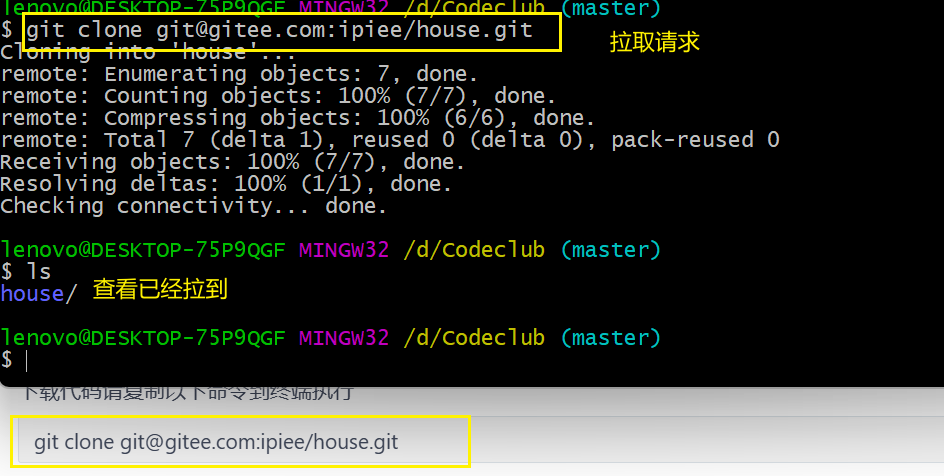 lenovo@DESKTOP-75P9QGF MINGW32 /d/Codeclub (master)
$ git clone git@gitee.com:ipiee/house.git
拉取请求
Cloning into 'house'...
remote: Enumerating objects: 7, done.
remote: Counting objects: 100% (7/7), done.
remote: Compressing objects: 100% (6/6), done.
remote: Total 7 (delta 1), reused 0 (delta 0), pack-reused 0
Receiving objects: 100% (7/7), done.
Resolving deltas: 100% (1/1), done.
Checking connectivity... done.
lenovo@DESKTOP-75P9QGF MINGW32 /d/Codeclub (master)
$ ls
house/ 查看已经拉到
lenovo@DESKTOP-75P9QGF MINGW32 /d/Codeclub (master)
$
下载代码请复制以下命令到终端执行
git clone git@gitee.com:ipiee/house.git